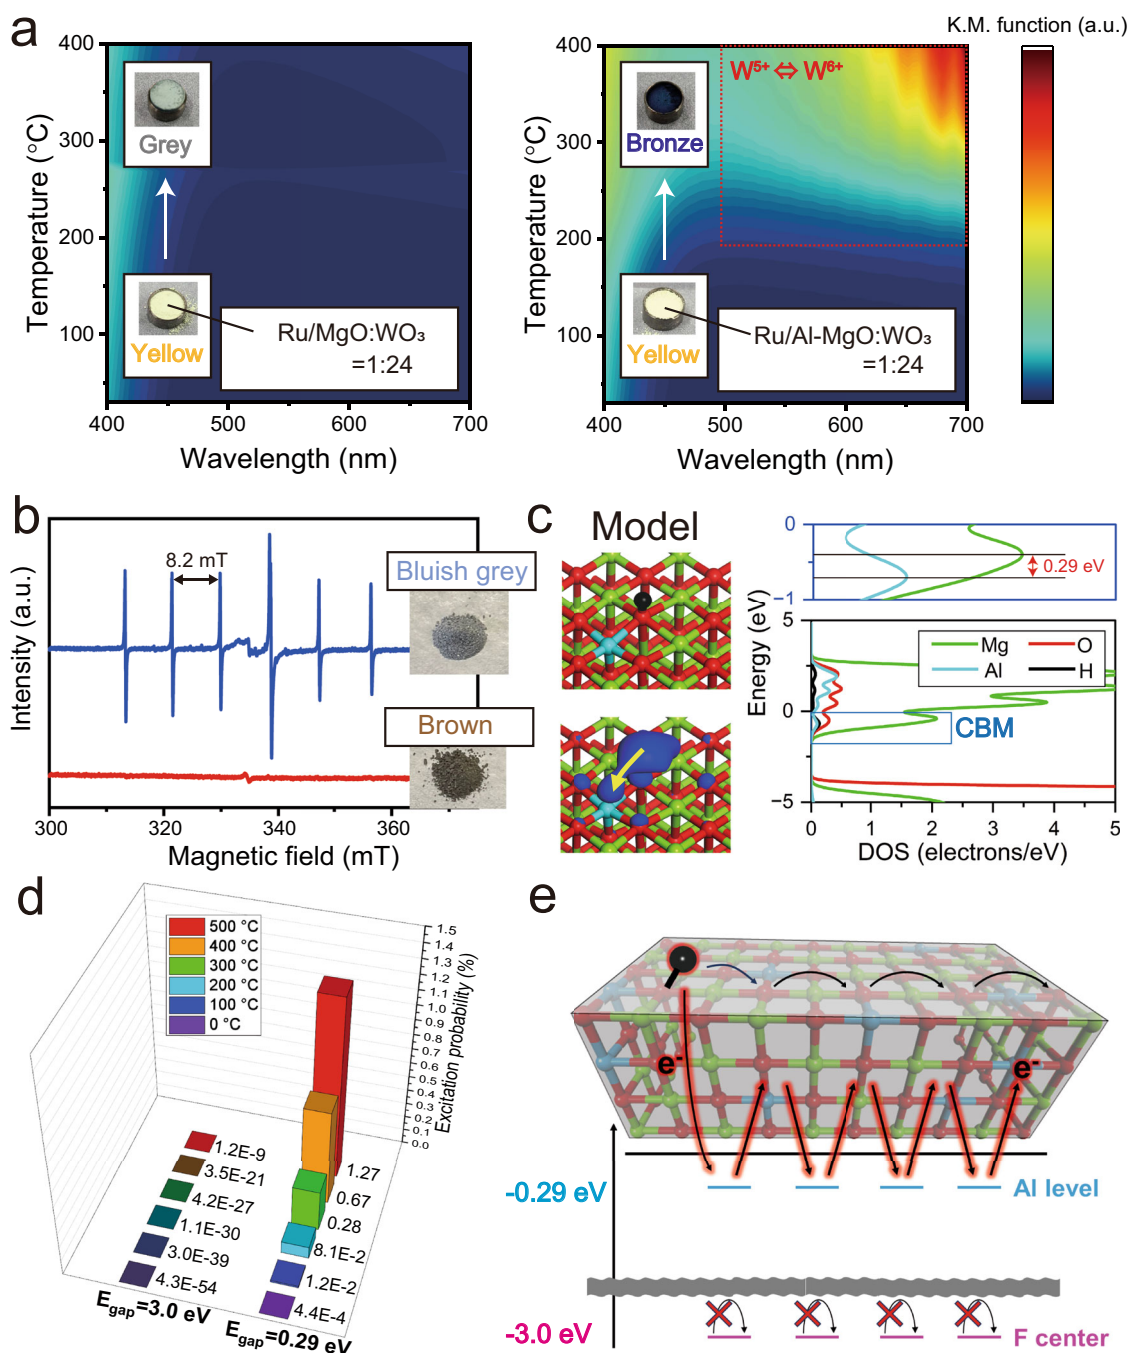 a
K.M. function (a.u.)
Temperature (°C)
400
300
200
100
400
500
600
700
Wavelength (nm)
Grey
Yellow
Ru/MgO:WO₃
=1:24
Temperature (°C)
400
300
200
100
400
500
600
700
Wavelength (nm)
W⁵⁺ ⇔ W⁶⁺
Bronze
Yellow
Ru/Al-MgO:WO₃
=1:24
b
Intensity (a.u.)
8.2 mT
Bluish grey
Brown
300
320
340
360
Magnetic field (mT)
c
Model
0
-1
0.29 eV
Energy (eV)
5
0
−5
Mg
O
Al
H
CBM
0
1
2
3
4
5
DOS (electrons/eV)
d
500 °C
400 °C
300 °C
200 °C
100 °C
0 °C
1.5
1.4
1.3
1.2
1.1
1.0
0.9
0.8
0.7
0.6
0.5
0.4
0.3
0.2
0.1
0.0
Excitation probability (%)
1.2E-9
3.5E-21
4.2E-27
1.1E-30
3.0E-39
4.3E-54
1.27
0.67
0.28
8.1E-2
1.2E-2
4.4E-4
E_gap=3.0 eV
E_gap=0.29 eV
e
e⁻
e⁻
-0.29 eV
Al level
-3.0 eV
F center